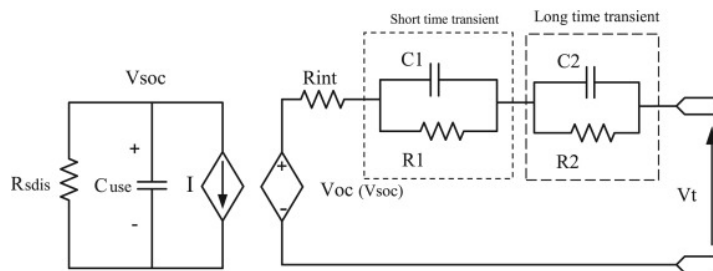 Short time transient
Long time transient
Vsoc
Rint
C1
C2
R1
R2
+
Rsdis
Cuse
I
-
+
-
Voc (Vsoc)
Vt